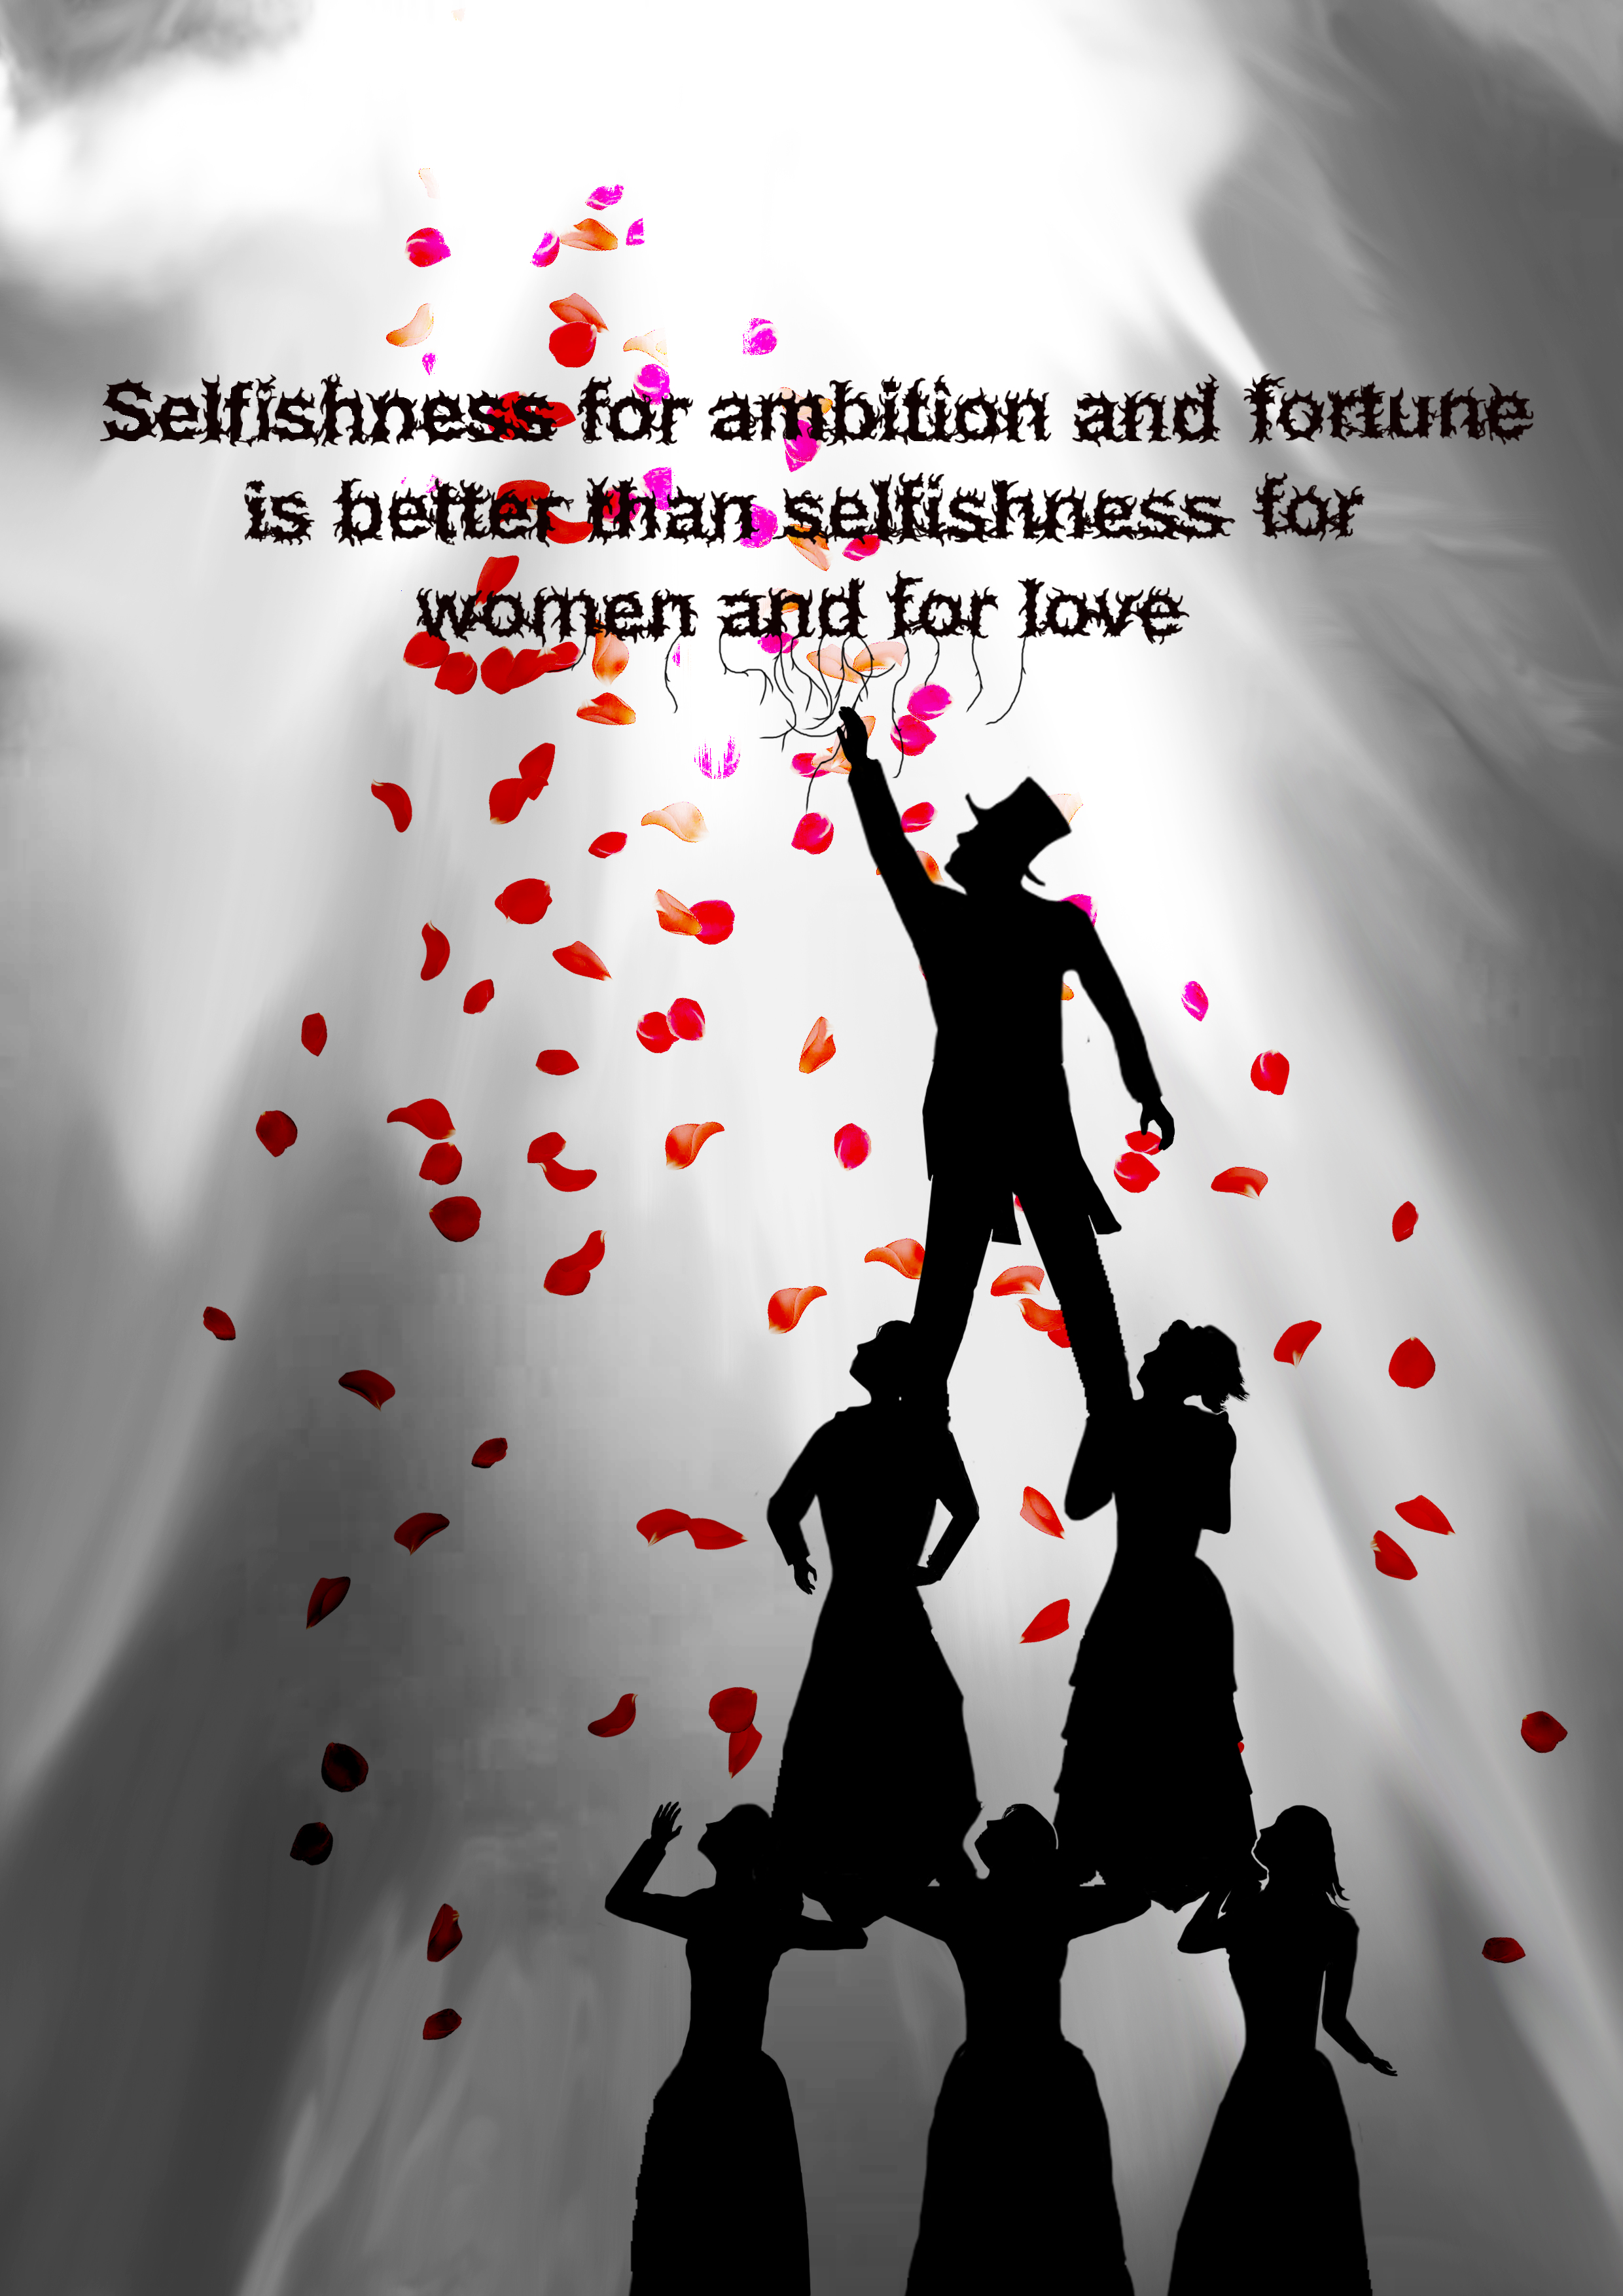 Selfishness for ambition and fortune
is better than selfishness for
women and for love